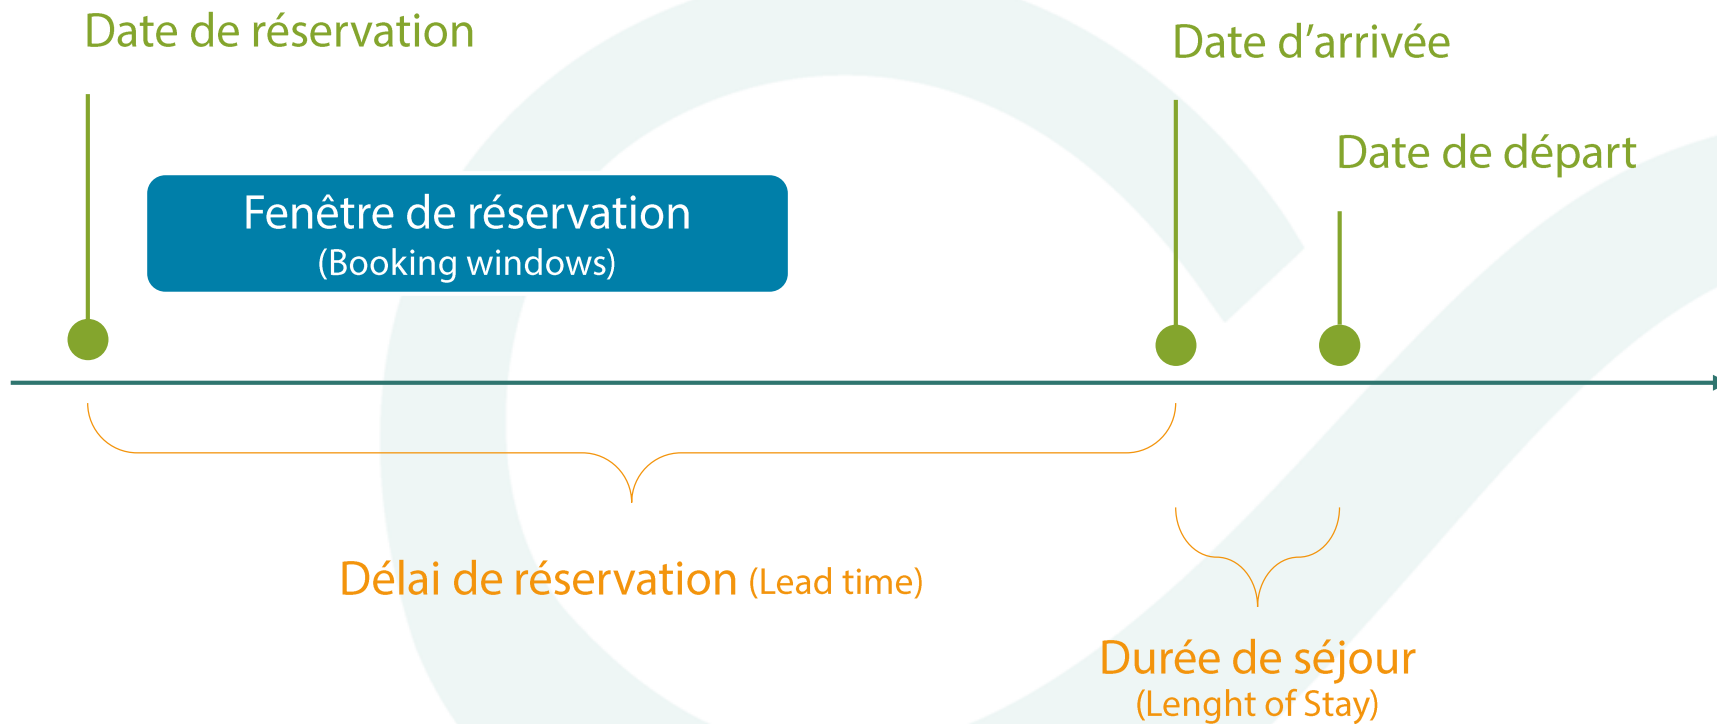 Date de réservation
Date d’arrivée
Date de départ
Fenêtre de réservation
(Booking windows)
Délai de réservation (Lead time)
Durée de séjour
(Lenght of Stay)